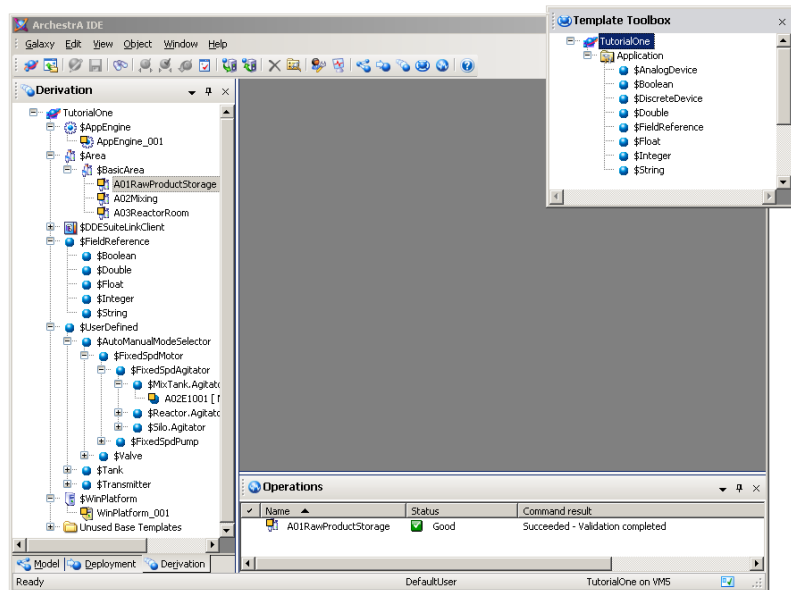 ArchestrA IDE
Galaxy Edit View Object Window Help
Template Toolbox
TutorialOne
Application
$AnalogDevice
$Boolean
$DiscreteDevice
$Double
$FieldReference
$Float
$Integer
$String
Derivation
TutorialOne
$AppEngine
AppEngine_001
$Area
$BasicArea
A01RawProductStorage
A02Mixing
A03ReactorRoom
$DDESuiteLinkClient
$FieldReference
$Boolean
$Double
$Float
$Integer
$String
$UserDefined
$AutoManualModeSelector
$FixedSpdMotor
$FixedSpdAgitator
$MixTank.Agitato
A02E1001 [
$Reactor.Agitato
$Silo.Agitator
$FixedSpdPump
$Valve
$Tank
$Transmitter
$WinPlatform
WinPlatform_001
Unused Base Templates
Model Deployment Derivation
Operations
Name Status Command result
A01RawProductStorage Good Succeeded - Validation completed
Ready DefaultUser TutorialOne on VM5